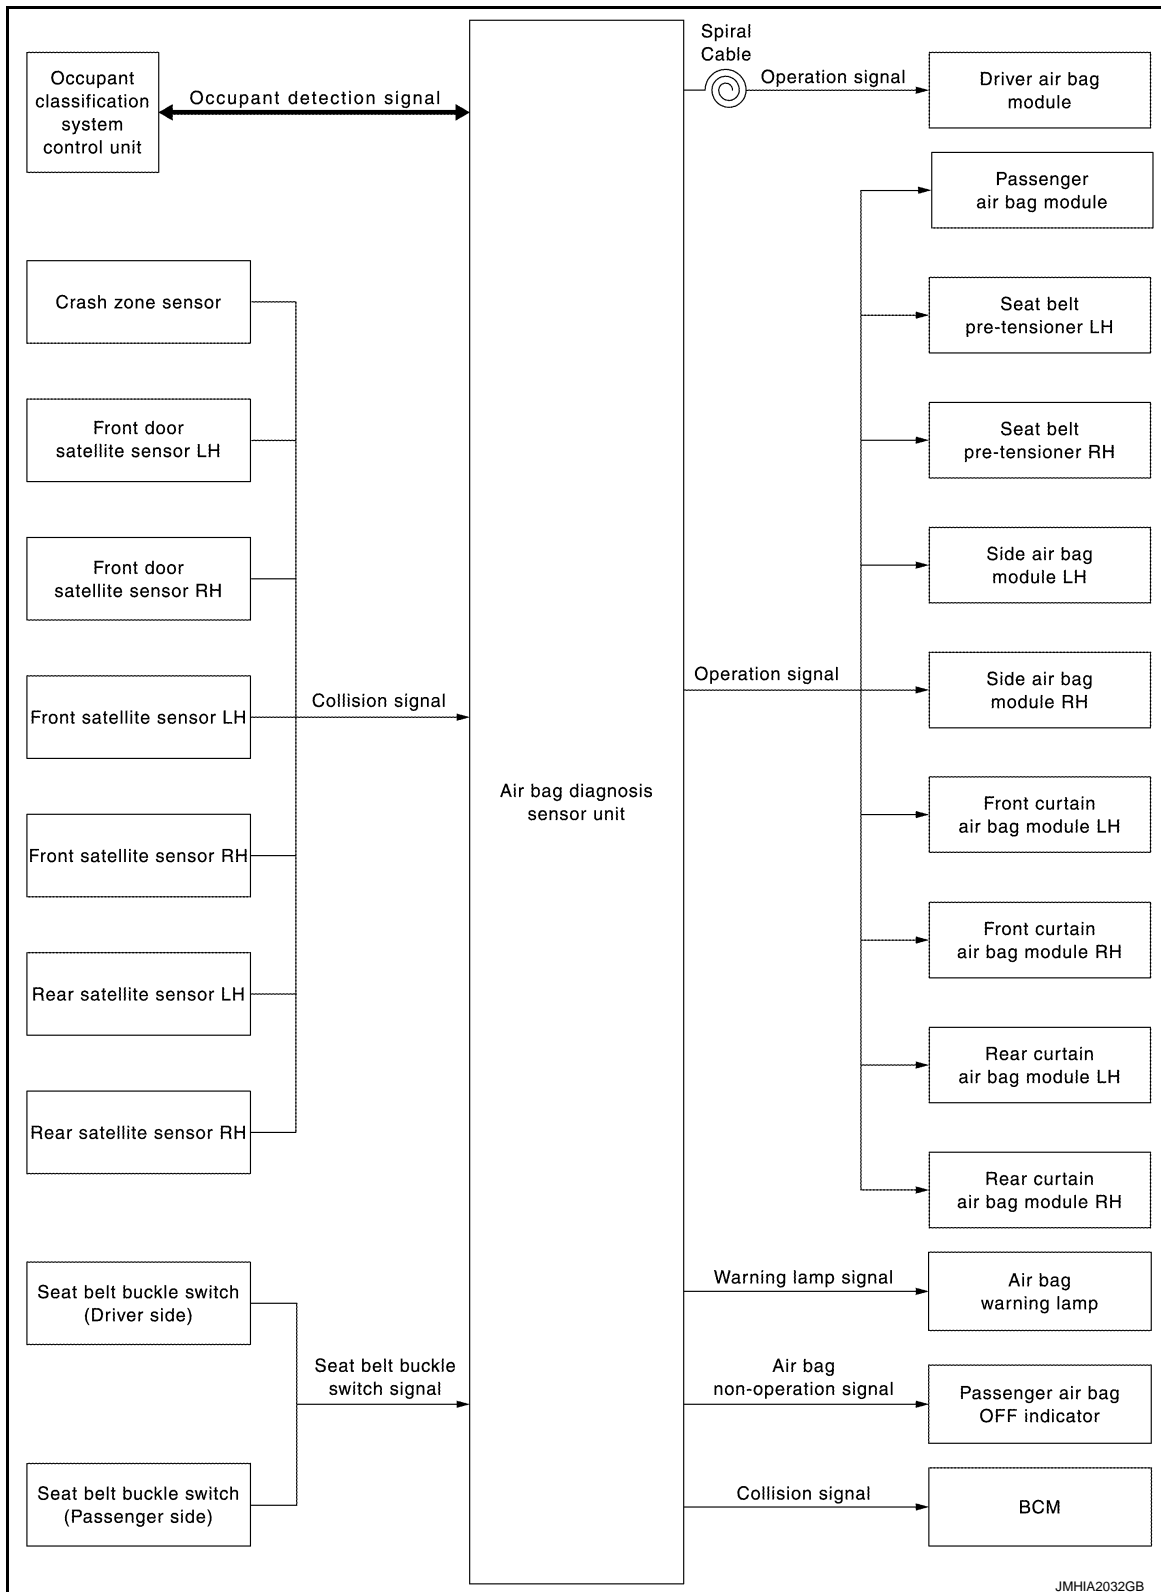 Occupant
classification
system
control unit
Occupant detection signal
Crash zone sensor
Front door
satellite sensor LH
Front door
satellite sensor RH
Front satellite sensor LH
Collision signal
Front satellite sensor RH
Rear satellite sensor LH
Rear satellite sensor RH
Seat belt buckle switch
(Driver side)
Seat belt buckle
switch signal
Seat belt buckle switch
(Passenger side)
Air bag diagnosis
sensor unit
Spiral
Cable
Operation signal
Driver air bag
module
Passenger
air bag module
Seat belt
pre-tensioner LH
Seat belt
pre-tensioner RH
Side air bag
module LH
Operation signal
Side air bag
module RH
Front curtain
air bag module LH
Front curtain
air bag module RH
Rear curtain
air bag module LH
Rear curtain
air bag module RH
Warning lamp signal
Air bag
warning lamp
Air bag
non-operation signal
Passenger air bag
OFF indicator
Collision signal
BCM
JMHIA2032GB